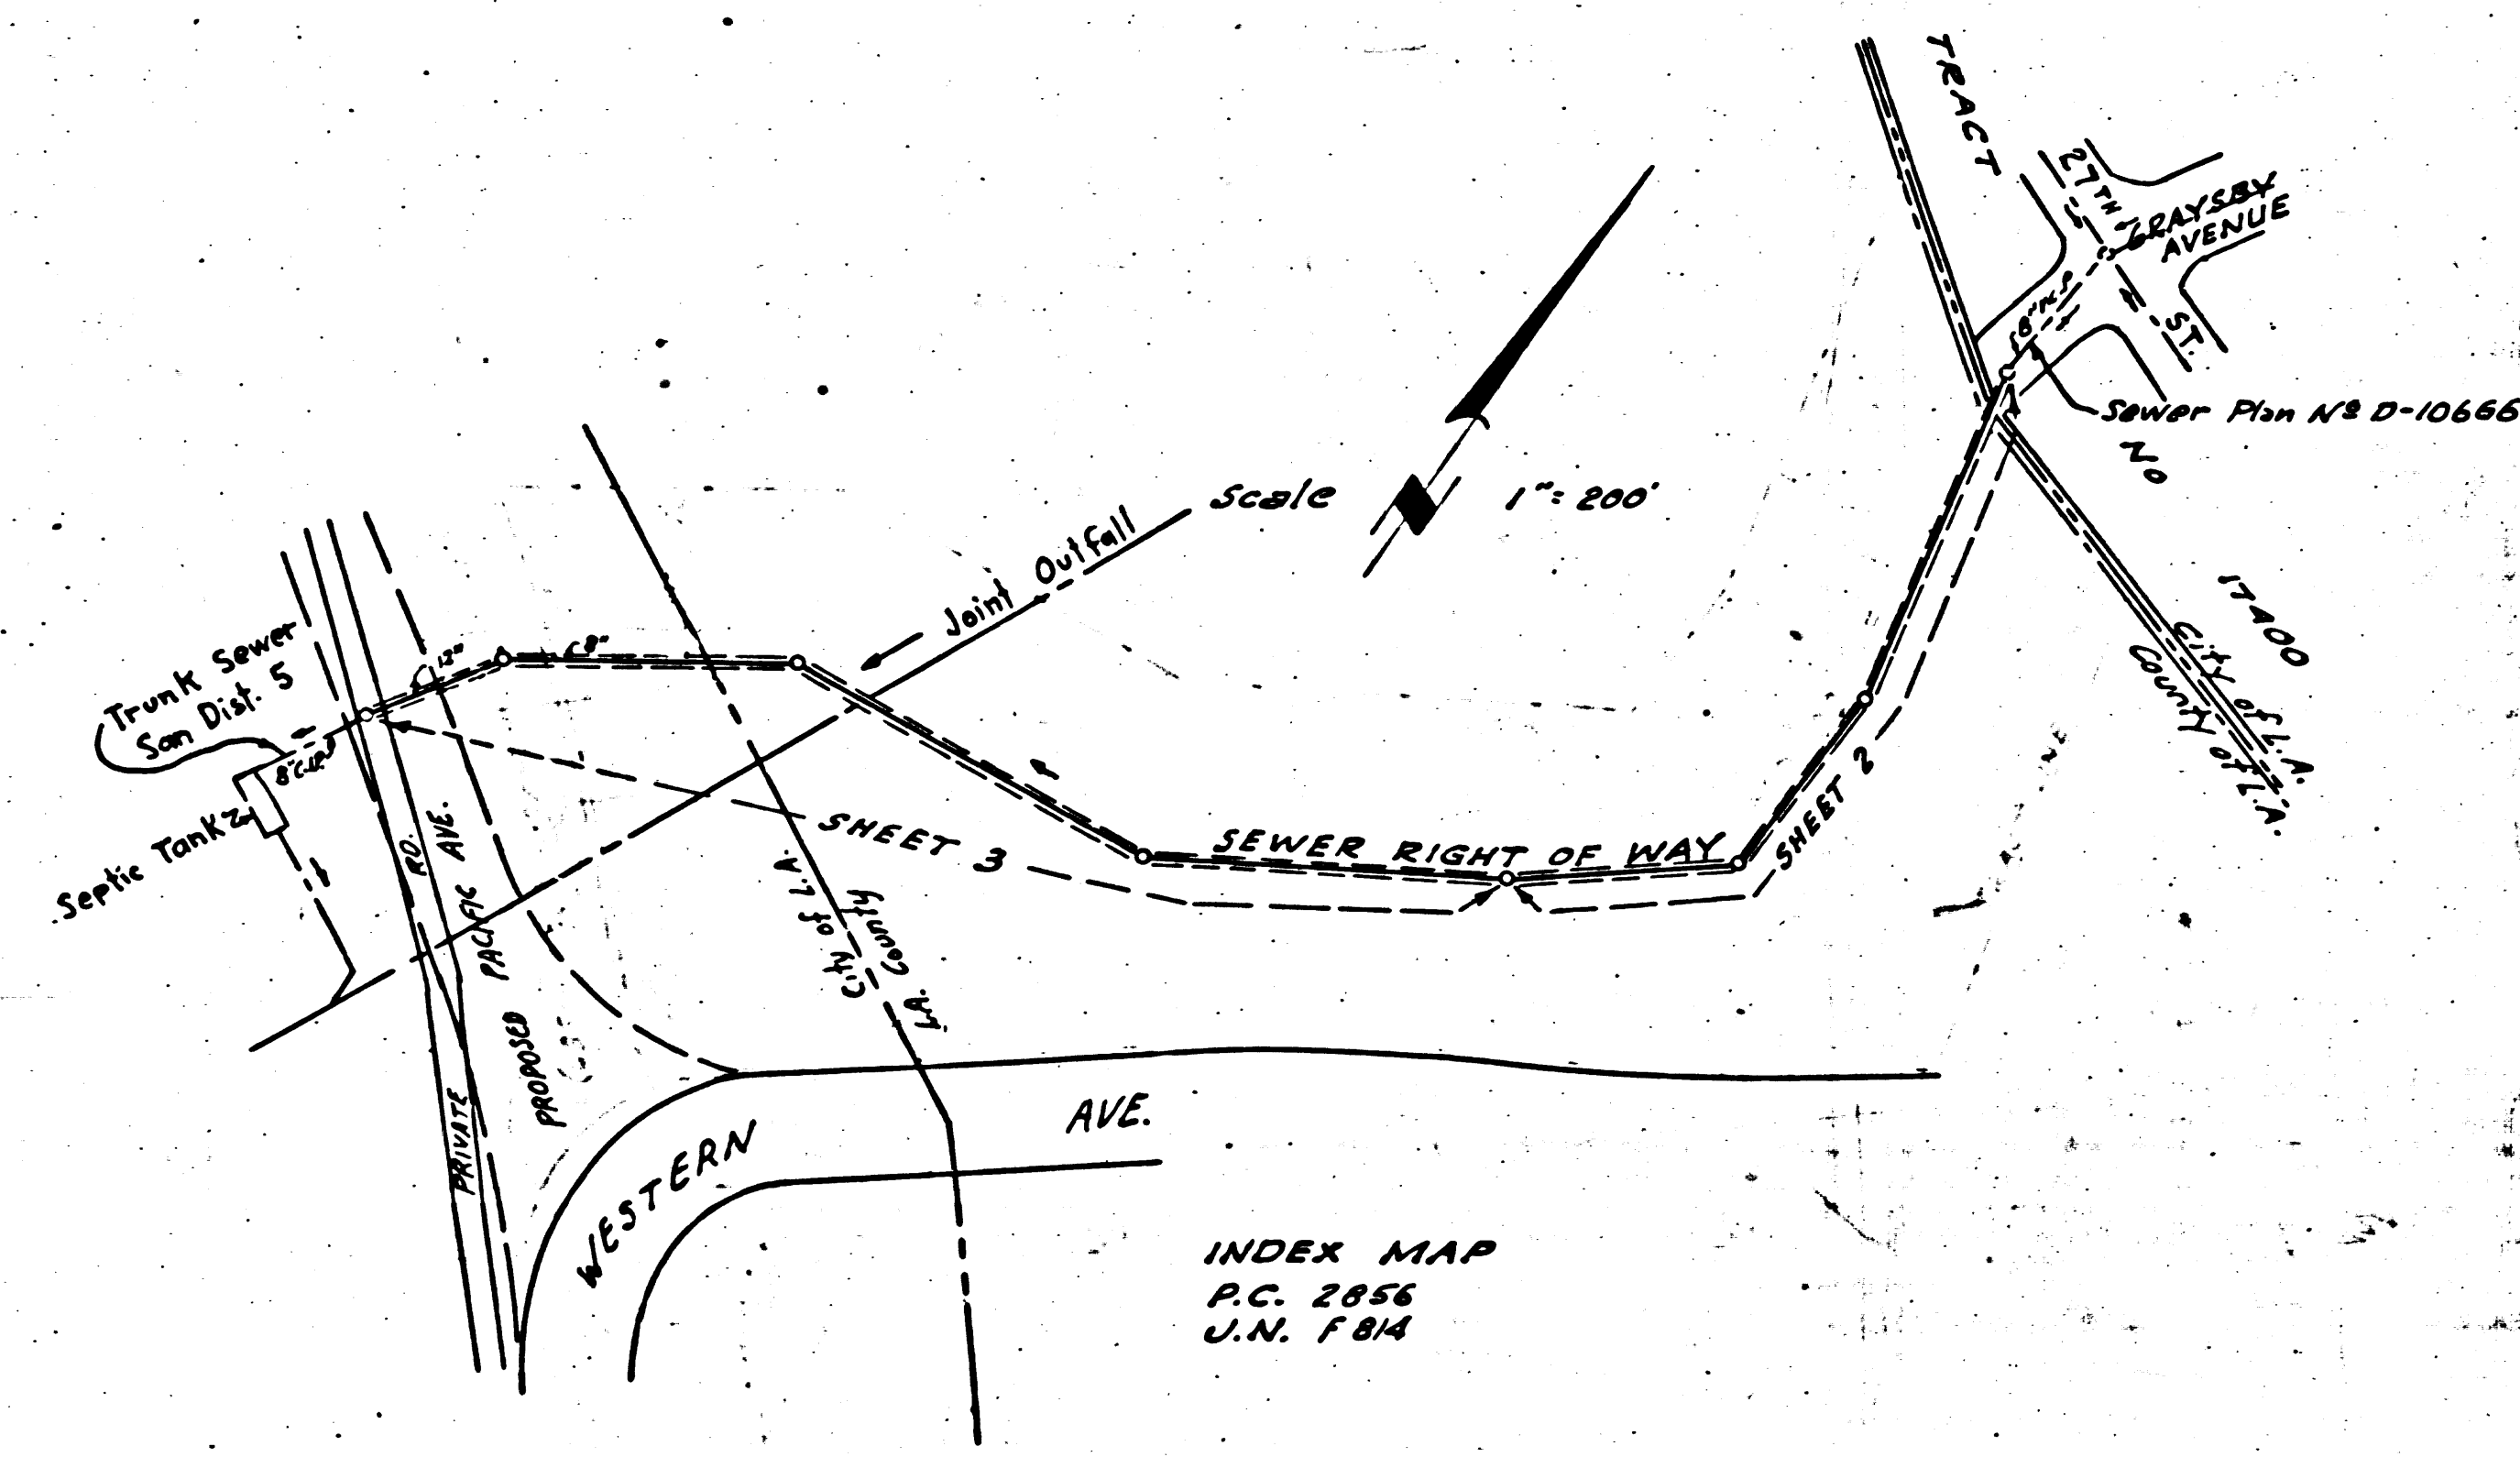 TRACT
27TH
ST.
GRAYSBY
AVENUE
8"
Sewer Plan Nº D-10666
NO
17400
City of L.A.
County of L.A.
Scale
1"= 200'
Joint Outfall
Trunk Sewer
San Dist. 5
12"
8"
8" C.I.P.
Septic Tank
SHEET 3
SEWER RIGHT OF WAY
SHEET 2
City of L.A.
County L.A.
PRIVATE RD.
PROPOSED PACIFIC AVE.
WESTERN AVE.
INDEX MAP
P.C. 2856
J.N. F 814